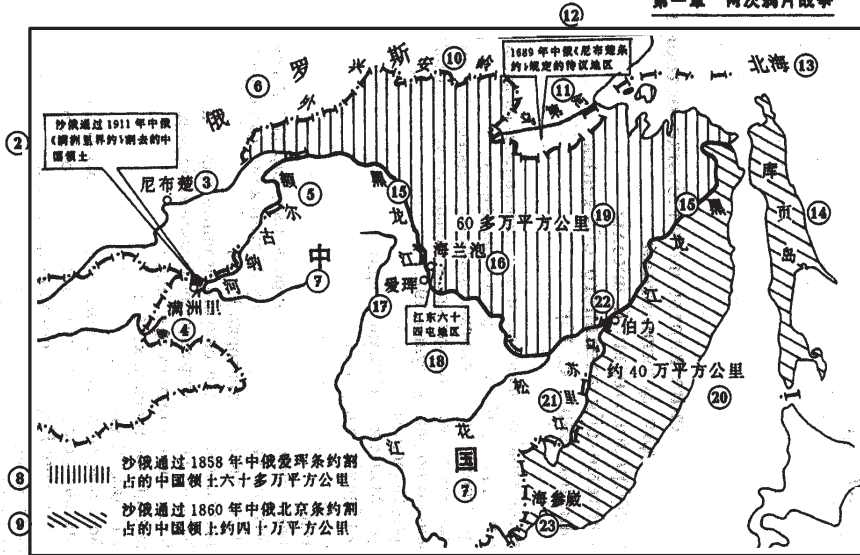 第一章 两次鸦片战争
⑫
俄罗斯
⑥
外兴安岭
⑩
1689年中俄《尼布楚条
约》规定的待议地区
⑪
北海
⑬
②
沙俄通过1911年中俄
《满洲里界约》割去的中
国领土
尼布楚
③
额尔古纳河
⑤
黑龙江
⑮
乌第河
库页岛
⑭
黑龙江
⑮
60多万平方公里
⑲
中
⑦
海兰泡
⑯
爱珲
⑰
满洲里
④
江东六十
四屯地区
⑱
㉒
伯力
乌苏里江
㉑
约40万平方公里
⑳
松花江
国
⑦
海参崴
㉓
⑧
沙俄通过1858年中俄爱珲条约割
占的中国领土六十多万平方公里
⑨
沙俄通过1860年中俄北京条约割
占的中国领土约四十万平方公里